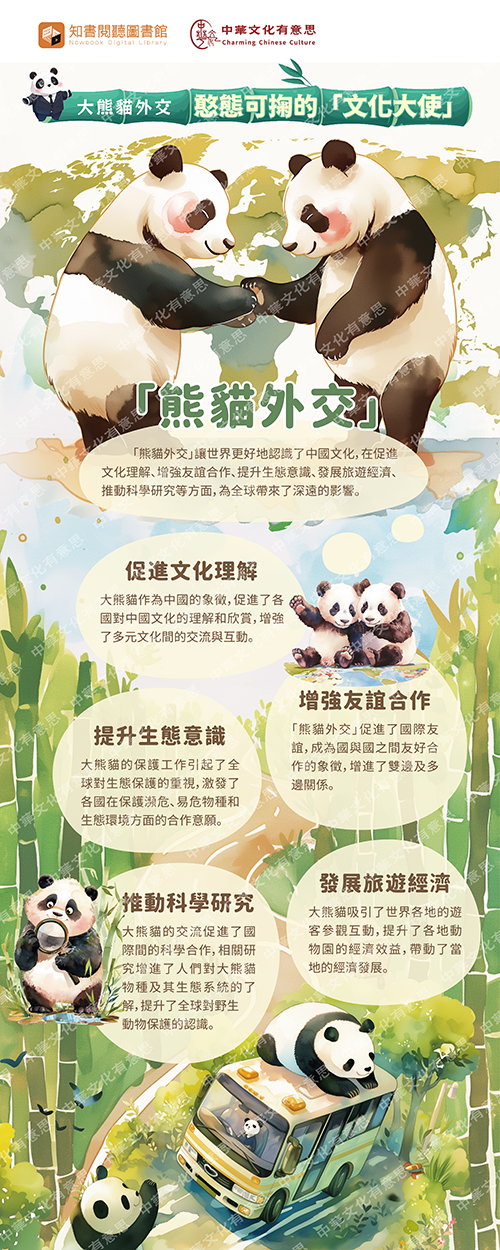 知書閱聽圖書館
Nowbook Digital Library
中華文化有意思
Charming Chinese Culture
大熊貓外交
憨態可掬的「文化大使」
「熊貓外交」
「熊貓外交」讓世界更好地認識了中國文化，在促進
文化理解、增強友誼合作、提升生態意識、發展旅遊經濟、
推動科學研究等方面，為全球帶來了深遠的影響。
促進文化理解
大熊貓作為中國的象徵，促進了各
國對中國文化的理解和欣賞，增強
了多元文化間的交流與互動。
增強友誼合作
「熊貓外交」促進了國際友
誼，成為國與國之間友好合
作的象徵，增進了雙邊及多
邊關係。
提升生態意識
大熊貓的保護工作引起了全
球對生態保護的重視，激發了
各國在保護瀕危、易危物種和
生態環境方面的合作意願。
發展旅遊經濟
大熊貓吸引了世界各地的遊
客參觀互動，提升了各地動
物園的經濟效益，帶動了當
地的經濟發展。
推動科學研究
大熊貓的交流促進了國
際間的科學合作，相關研
究增進了人們對大熊貓
物種及其生態系統的了
解，提升了全球對野生
動物保護的認識。
中華文化有意思